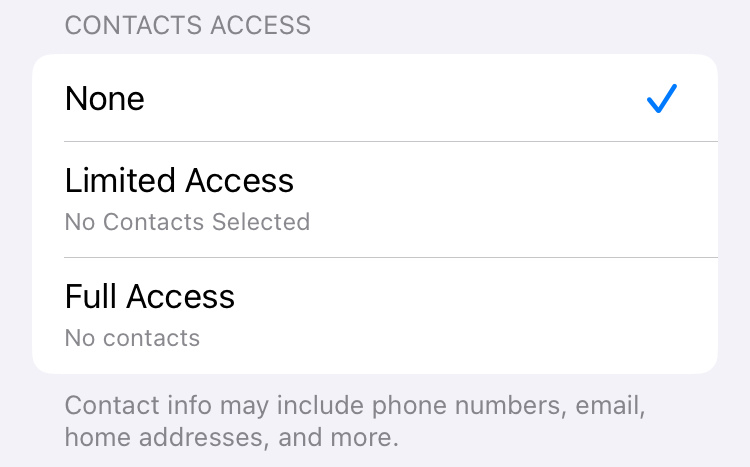 CONTACTS ACCESS
None
Limited Access
No Contacts Selected
Full Access
No contacts
Contact info may include phone numbers, email,
home addresses, and more.